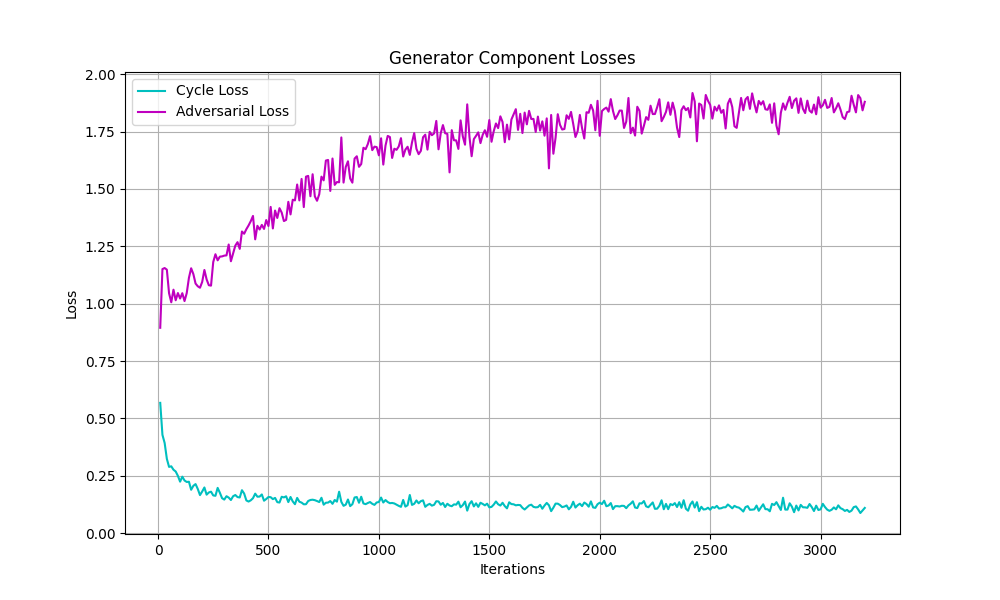 Generator Component Losses
Cycle Loss
Adversarial Loss
Loss
2.00
1.75
1.50
1.25
1.00
0.75
0.50
0.25
0.00
0 500 1000 1500 2000 2500 3000
Iterations